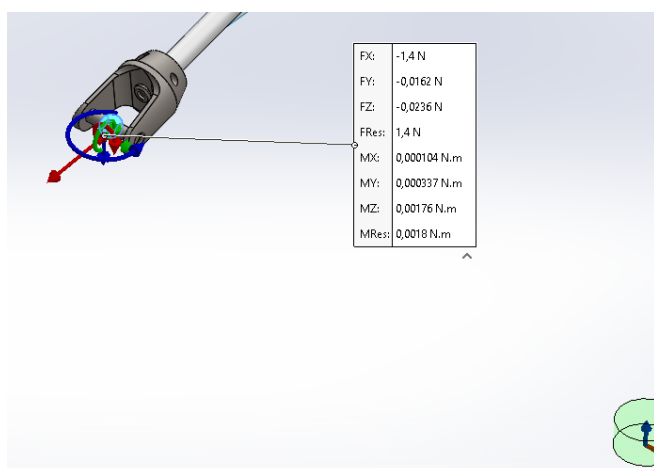 FX: -1,4 N
FY: -0,0162 N
FZ: -0,0236 N
FRes: 1,4 N
MX: 0,000104 N.m
MY: 0,000337 N.m
MZ: 0,00176 N.m
MRes: 0,0018 N.m